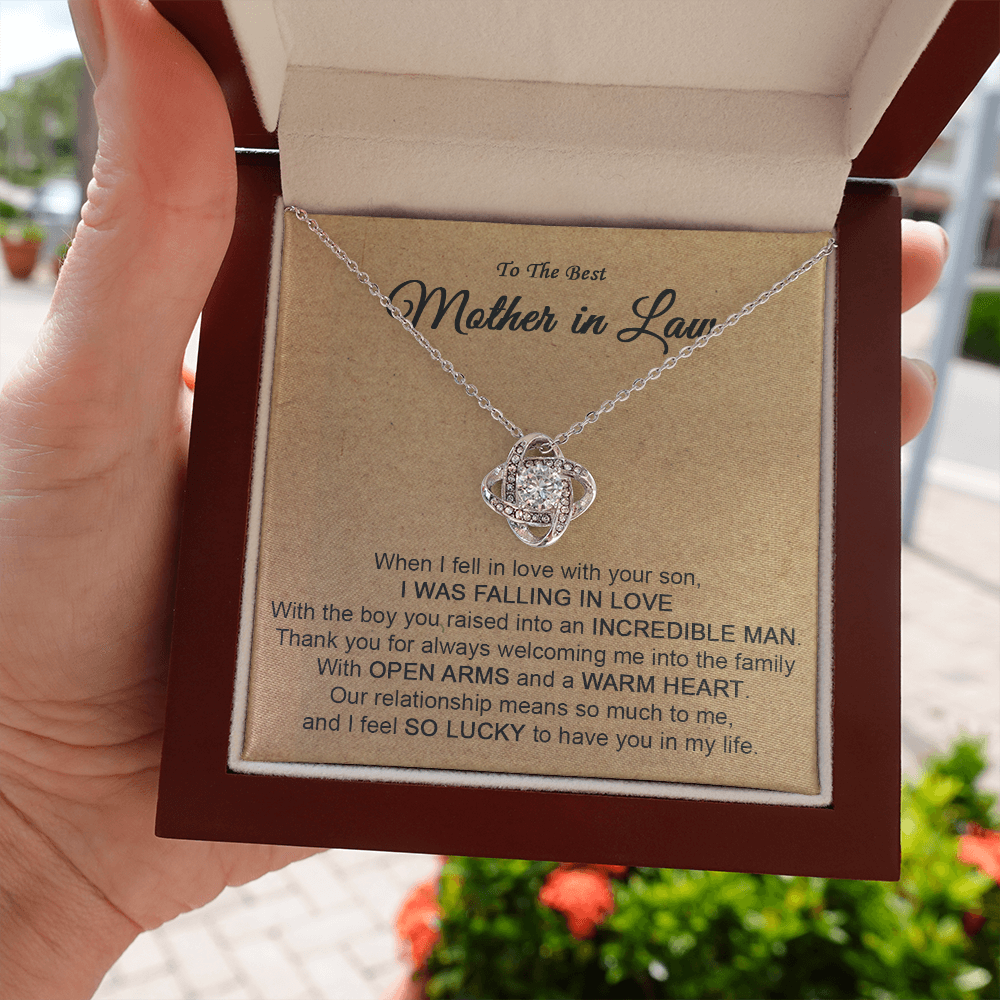 To The Best
Mother in Law
When I fell in love with your son,
I WAS FALLING IN LOVE
With the boy you raised into an INCREDIBLE MAN.
Thank you for always welcoming me into the family
With OPEN ARMS and a WARM HEART.
Our relationship means so much to me,
and I feel SO LUCKY to have you in my life.